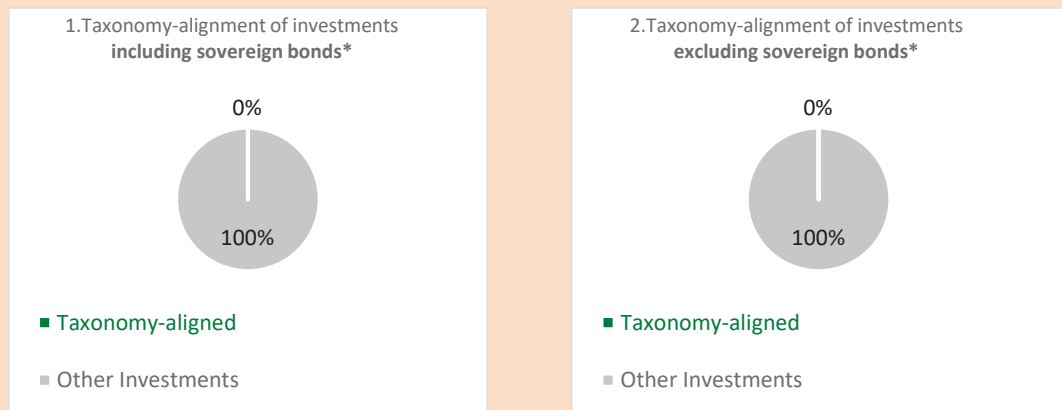 1.Taxonomy-alignment of investments
including sovereign bonds*
0%
100%
Taxonomy-aligned
Other Investments
2.Taxonomy-alignment of investments
excluding sovereign bonds*
0%
100%
Taxonomy-aligned
Other Investments